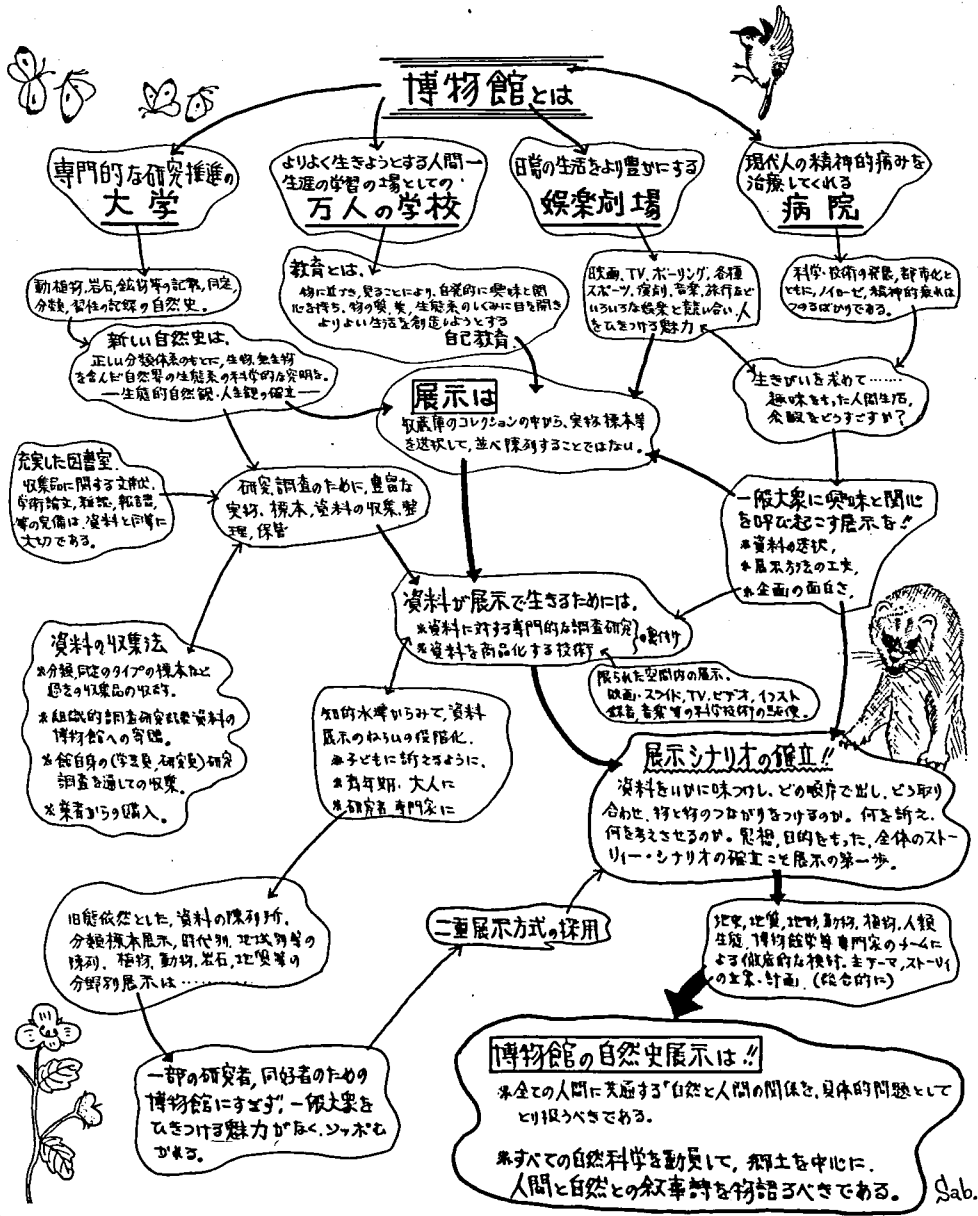 博物館とは
専門的な研究推進の
大学
よりよく生きようとする人間一
生涯の学習の場としての
万人の学校
日常の生活をより豊かにする
娯楽劇場
現代人の精神的痛みを
治療してくれる
病院
動植物、岩石、鉱物等の記載、同定、
分類、習性の記録の自然史。
教育とは、
物に基づき、見ることにより、自発的に興味と関
心を持ち、物の質、美、生態系のしくみに目を開き
よりよい生活を創造しようとする
自己教育
映画、TV、ボーリング、各種
スポーツ、演劇、音楽、旅行など
いろいろな娯楽と競い合い人
をひきつける魅力
科学・技術の発展、都市化と
ともに、ノイローゼ、精神的疲れは
つのるばかりである。
新しい自然史は、
正しい分類体系のもとに、生物、無生物
を含んだ自然界の生態系の科学的な究明を。
――生態的自然観・人生観の確立――
展示は
収蔵庫のコレクションの中から、実物、標本等
を選択して、並べ陳列することではない。
生きがいを求めて……
趣味をもった人間生活、
余暇をどうすごすか?
充実した図書室、
収集品に関する文献、
学術論文、雑誌、報告書、
等の完備は、資料と同等に
大切である。
研究、調査のために、豊富な
実物、標本、資料の収集、整
理、保管
一般大衆に興味と関心
を呼び起こす展示を!!
*資料の選択、
*展示方法の工夫、
*企画の面白さ、
資料が展示で生きるためには、
*資料に対する専門的な調査研究
*資料を商品化する技術
の裏付け
資料の収集法
*分類、同定のタイプの標本など
過去の収集品の収蔵。
*組織的調査研究結果資料の
博物館への寄贈。
*館自身の(学芸員、研究員)研究
調査を通しての収集。
*業者からの購入。
限られた空間内の展示。
映画・スライド、TV、ビデオ、イラスト
録音、音楽等の科学技術の駆使。
知的水準からみて、資料
展示のねらいの段階化。
*子どもに訴えるように、
*青年期・大人に
*研究者、専門家に
展示シナリオの確立!!
資料をいかに味つけし、どの順序で出し、どう取り
合わせ、物と物のつながりをつけるのか。何を訴え、
何を考えさせるのか。思想、目的をもった、全体のストー
リィー・シナリオの確立こそ展示の第一歩。
旧態依然とした、資料の陳列所。
分類標本展示、時代別、地域別等の
陳列、植物、動物、岩石、地質等の
分野別展示は…………
二重展示方式の採用
地史、地質、地形、動物、植物、人類
生態、博物館学等専門家のチームに
よる徹底的な検討、主テーマ、ストーリィ
の立案・計画。(総合的に)
一部の研究者、同好者のための
博物館にすぎず、一般大衆を
ひきつける魅力がなく、ソッポむ
かれる。
博物館の自然史展示は!!
*全ての人間に共通する「自然と人間の関係を、具体的問題として
とり扱うべきである。
*すべての自然科学を動員して、郷土を中心に、
人間と自然との叙事詩を物語るべきである。
Sab.